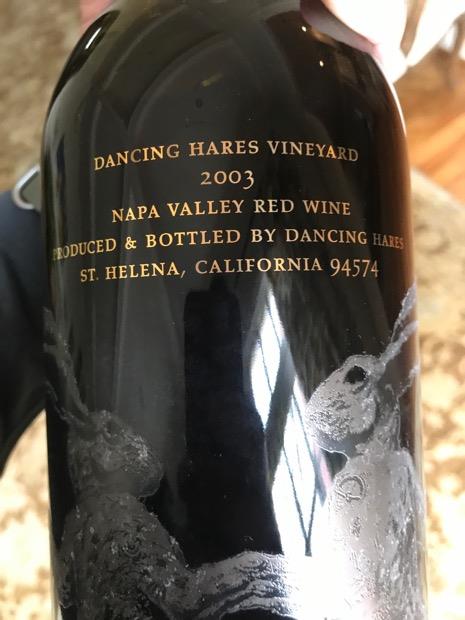 DANCING HARES VINEYARD
2003
NAPA VALLEY RED WINE
PRODUCED & BOTTLED BY DANCING HARES
ST. HELENA, CALIFORNIA 94574